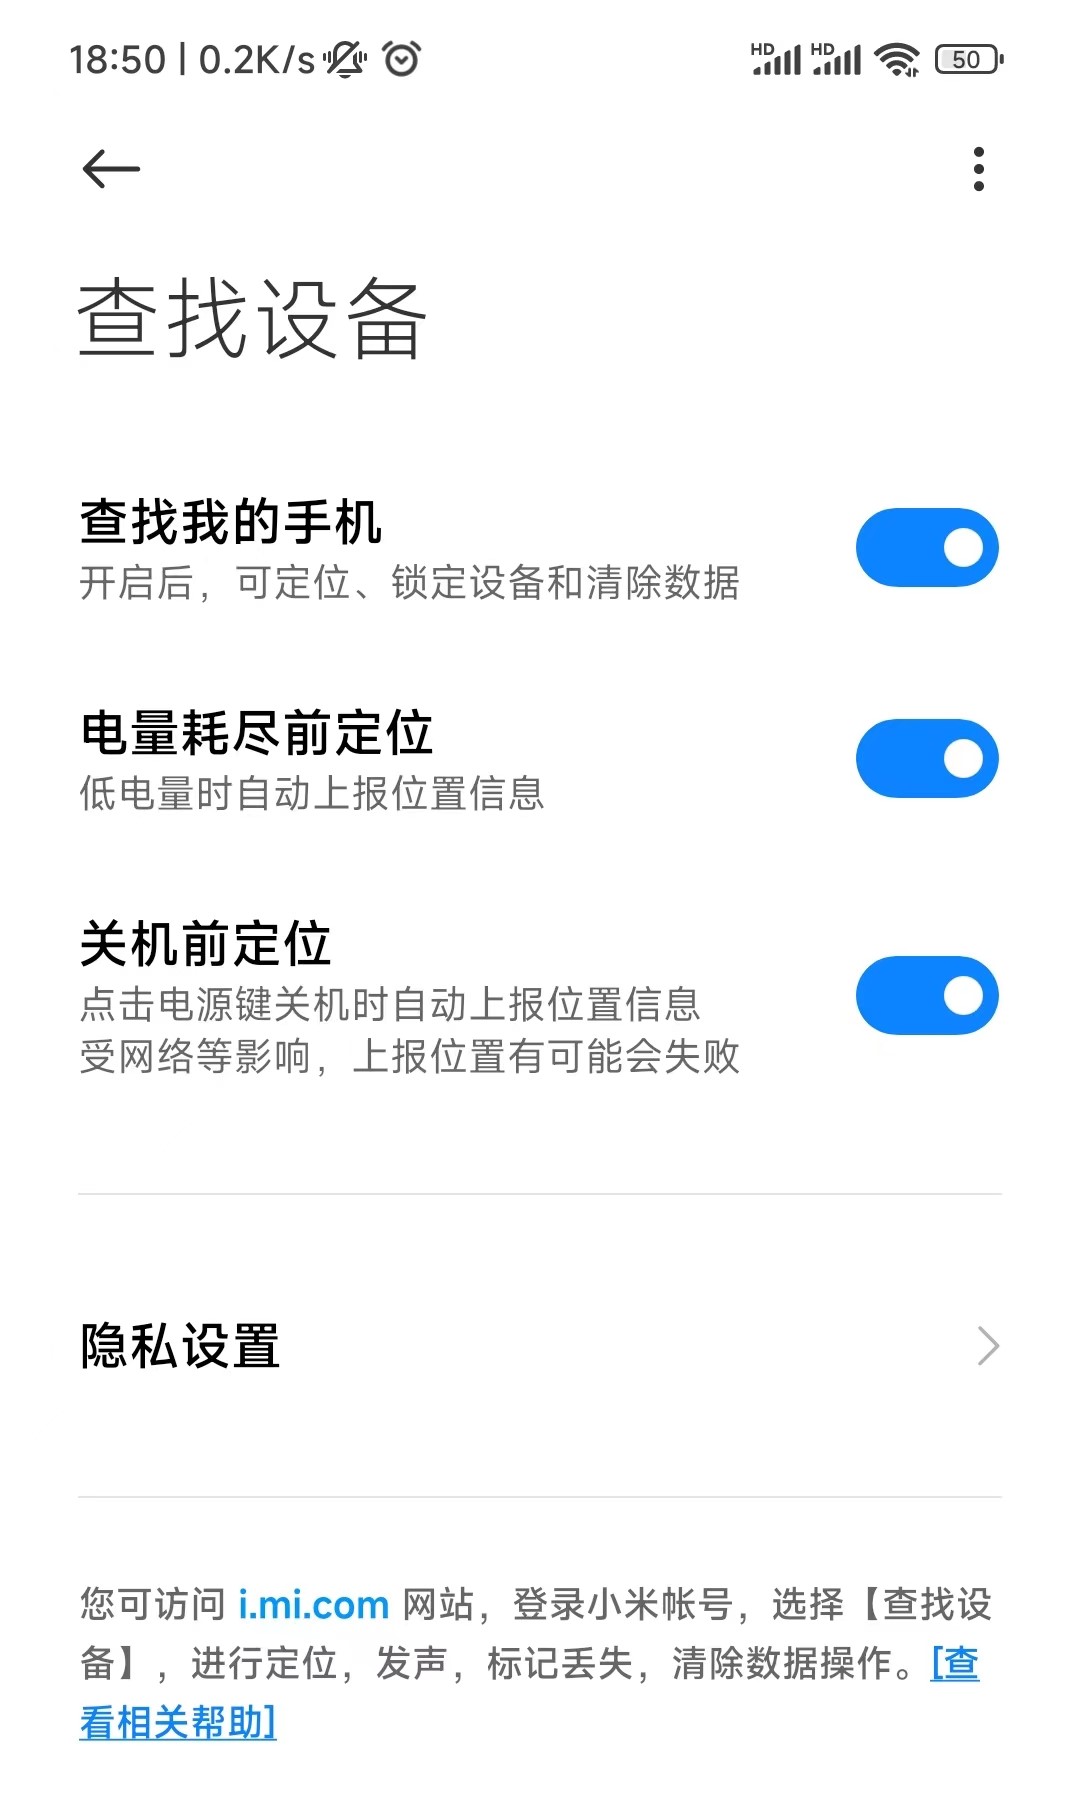 18:50 | 0.2K/s
HD HD 50
查找设备
查找我的手机
开启后，可定位、锁定设备和清除数据
电量耗尽前定位
低电量时自动上报位置信息
关机前定位
点击电源键关机时自动上报位置信息
受网络等影响，上报位置有可能会失败
隐私设置
您可访问 i.mi.com 网站，登录小米帐号，选择【查找设
备】，进行定位，发声，标记丢失，清除数据操作。[查
看相关帮助]